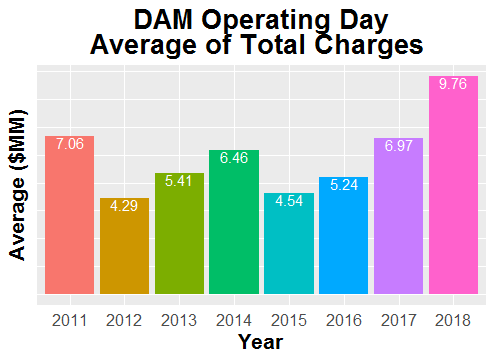 DAM Operating Day
Average of Total Charges
Average ($MM)
7.06
4.29
5.41
6.46
4.54
5.24
6.97
9.76
2011 2012 2013 2014 2015 2016 2017 2018
Year